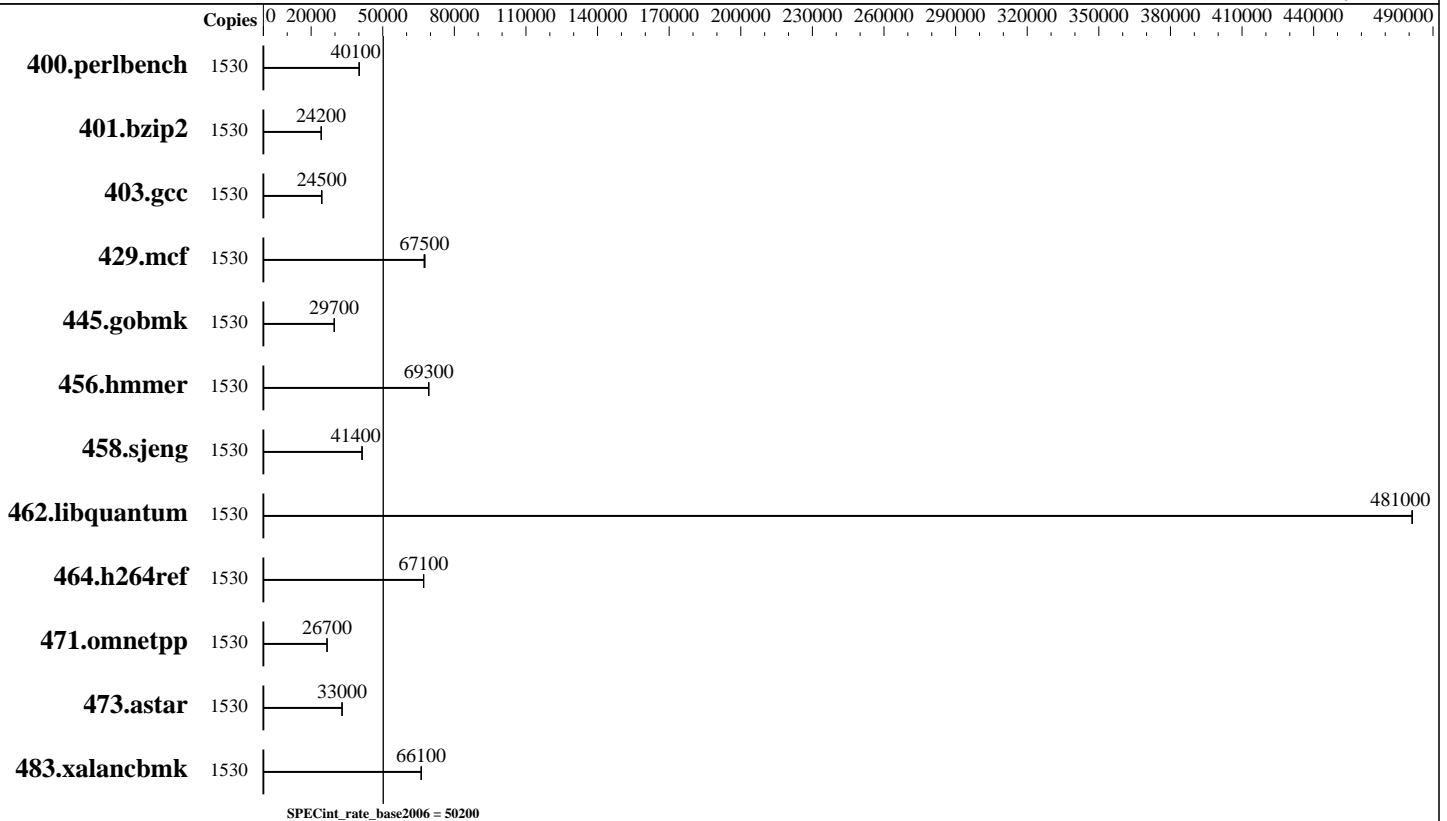 Copies 0 20000 50000 80000 110000 140000 170000 200000 230000 260000 290000 320000 350000 380000 410000 440000 490000
40100
400.perlbench 1530
24200
401.bzip2 1530
24500
403.gcc 1530
67500
429.mcf 1530
29700
445.gobmk 1530
69300
456.hmmer 1530
41400
458.sjeng 1530
481000
462.libquantum 1530
67100
464.h264ref 1530
26700
471.omnetpp 1530
33000
473.astar 1530
66100
483.xalancbmk 1530
SPECint_rate_base2006 = 50200